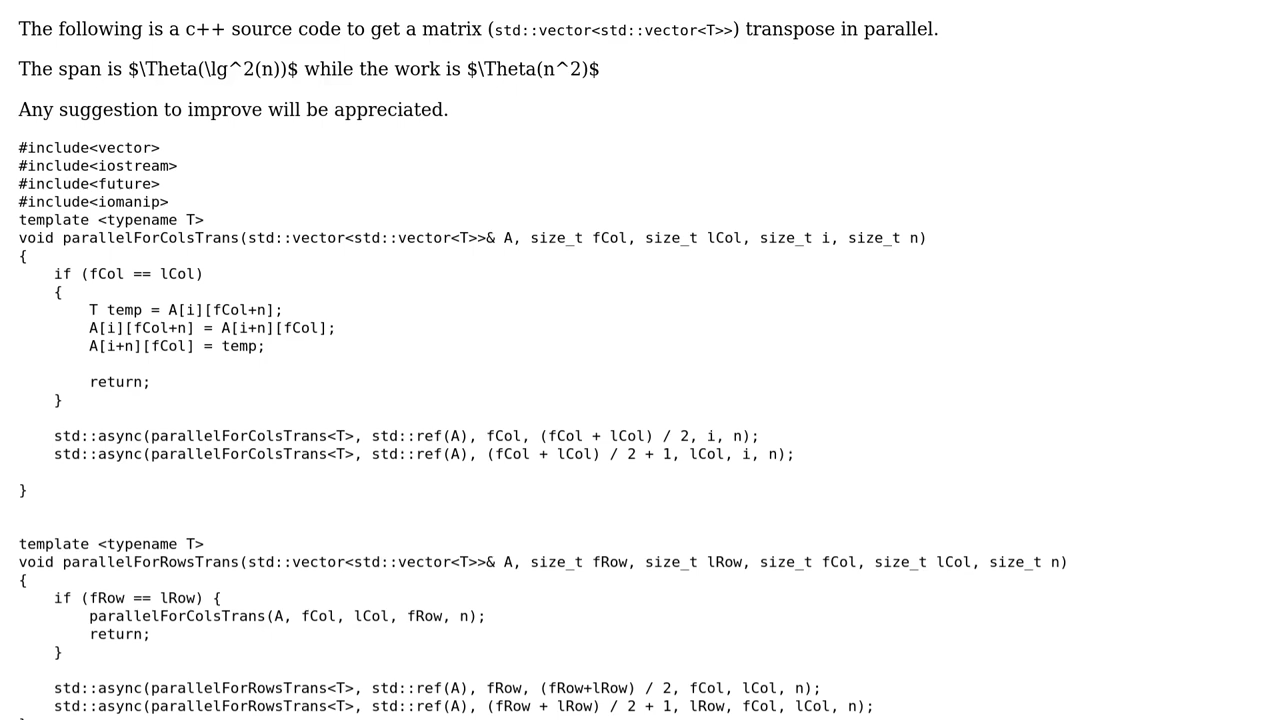 The following is a c++ source code to get a matrix (std::vector<std::vector<T>>) transpose in parallel.
The span is $\Theta(\lg^2(n))$ while the work is $\Theta(n^2)$
Any suggestion to improve will be appreciated.
#include<vector>
#include<iostream>
#include<future>
#include<iomanip>
template <typename T>
void parallelForColsTrans(std::vector<std::vector<T>>& A, size_t fCol, size_t lCol, size_t i, size_t n)
{
    if (fCol == lCol)
    {
        T temp = A[i][fCol+n];
        A[i][fCol+n] = A[i+n][fCol];
        A[i+n][fCol] = temp;
        return;
    }
    std::async(parallelForColsTrans<T>, std::ref(A), fCol, (fCol + lCol) / 2, i, n);
    std::async(parallelForColsTrans<T>, std::ref(A), (fCol + lCol) / 2 + 1, lCol, i, n);
}
template <typename T>
void parallelForRowsTrans(std::vector<std::vector<T>>& A, size_t fRow, size_t lRow, size_t fCol, size_t lCol, size_t n)
{
    if (fRow == lRow) {
        parallelForColsTrans(A, fCol, lCol, fRow, n);
        return;
    }
    std::async(parallelForRowsTrans<T>, std::ref(A), fRow, (fRow+lRow) / 2, fCol, lCol, n);
    std::async(parallelForRowsTrans<T>, std::ref(A), (fRow + lRow) / 2 + 1, lRow, fCol, lCol, n);